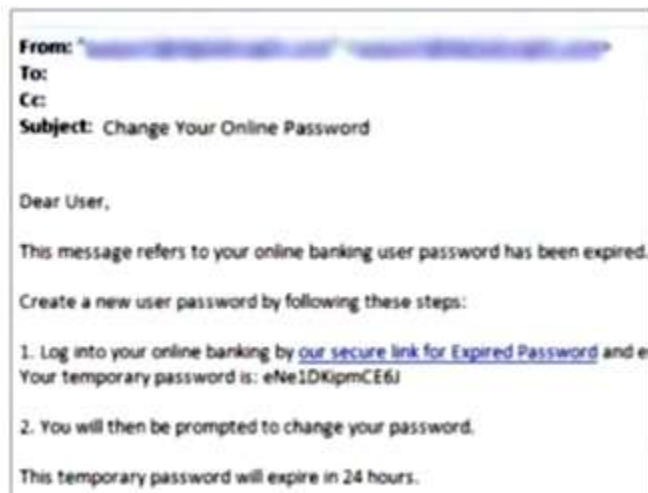 From:
To:
Cc:
Subject: Change Your Online Password
Dear User,
This message refers to your online banking user password has been expired.
Create a new user password by following these steps:
1. Log into your online banking by our secure link for Expired Password and
Your temporary password is: eNe1DKipmCE6J
2. You will then be prompted to change your password.
This temporary password will expire in 24 hours.